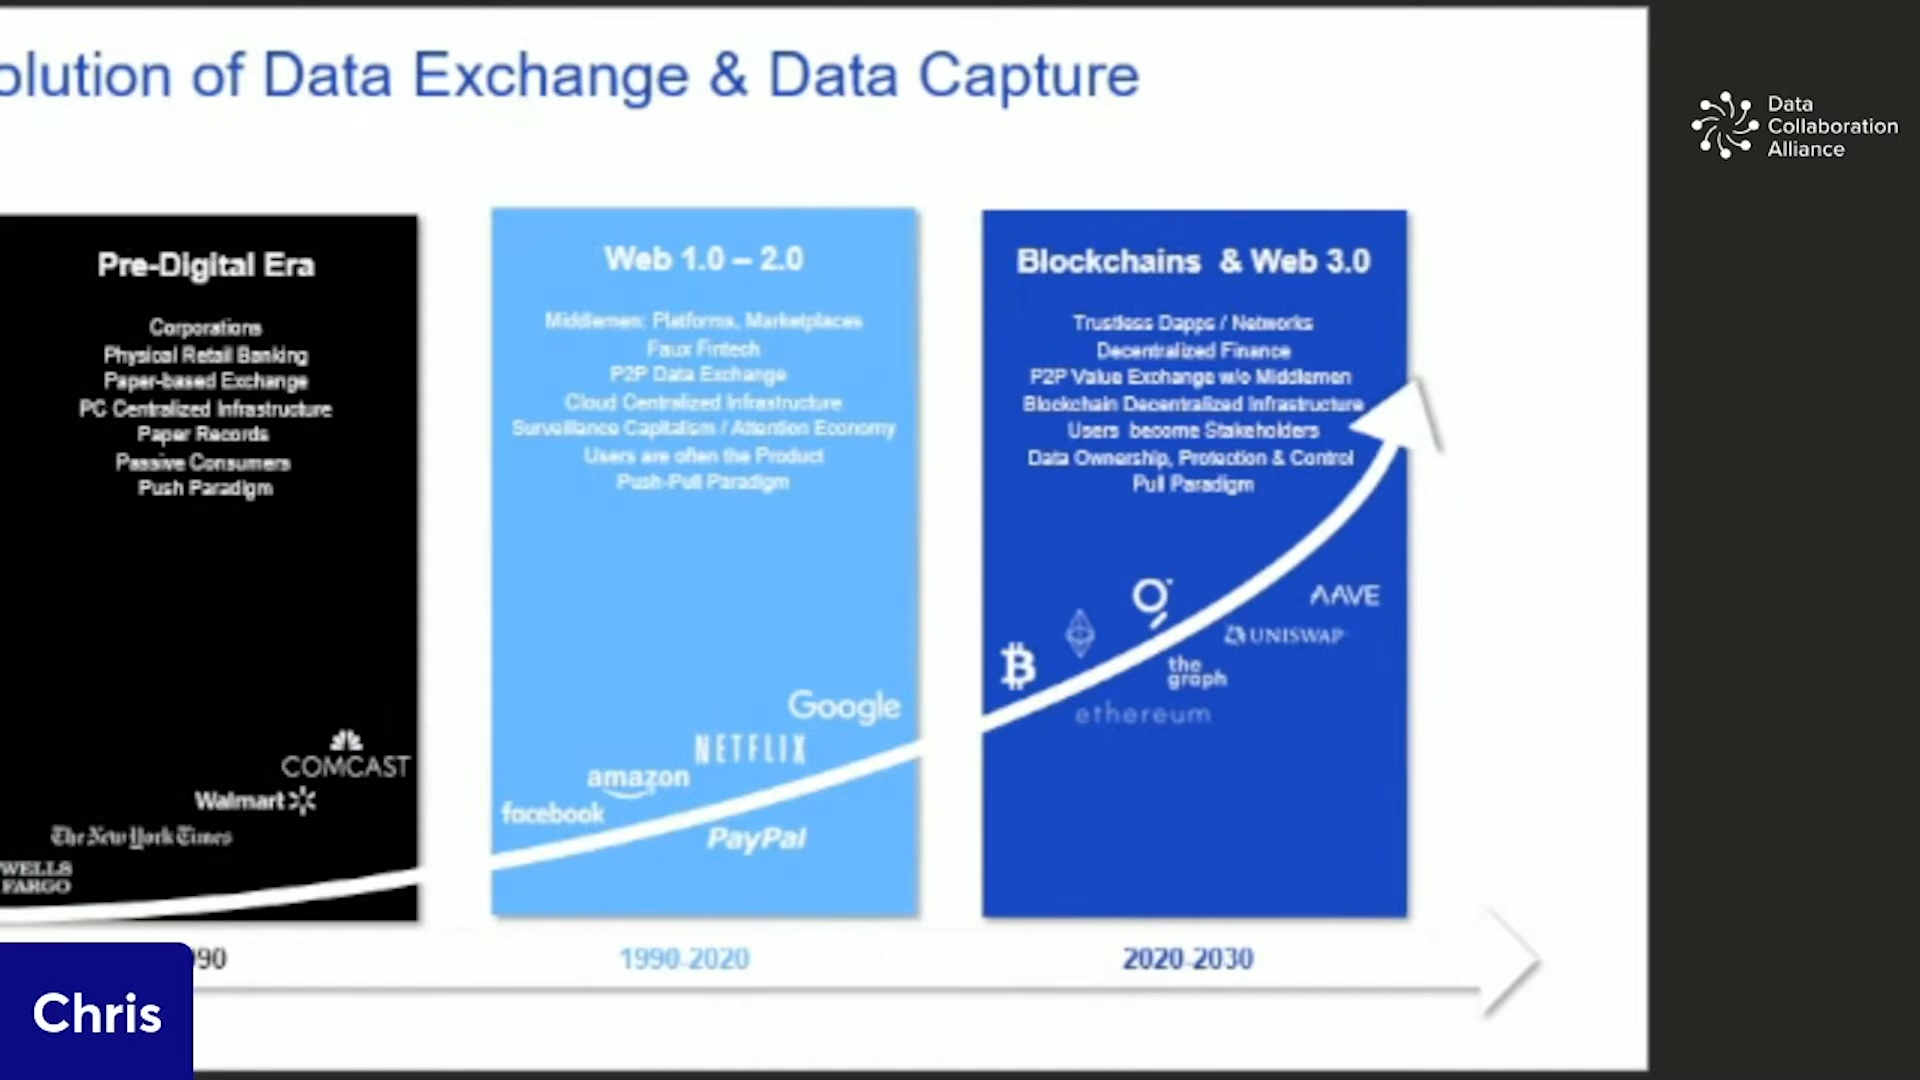 olution of Data Exchange & Data Capture
Data
Collaboration
Alliance
Pre-Digital Era
Corporations
Physical Retail Banking
Paper-based Exchange
PC Centralized Infrastructure
Paper Records
Passive Consumers
Push Paradigm
COMCAST
Walmart
The New York Times
WELLS
FARGO
90
Web 1.0 – 2.0
Middlemen: Platforms, Marketplaces
Faux Fintech
P2P Data Exchange
Cloud Centralized Infrastructure
Surveillance Capitalism / Attention Economy
Users are often the Product
Push-Pull Paradigm
Google
NETFLIX
amazon
facebook
PayPal
1990-2020
Blockchains & Web 3.0
Trustless Dapps / Networks
Decentralized Finance
P2P Value Exchange w/o Middlemen
Blockchain Decentralized Infrastructure
Users become Stakeholders
Data Ownership, Protection & Control
Pull Paradigm
AAVE
UNISWAP
the
graph
ethereum
2020-2030
Chris